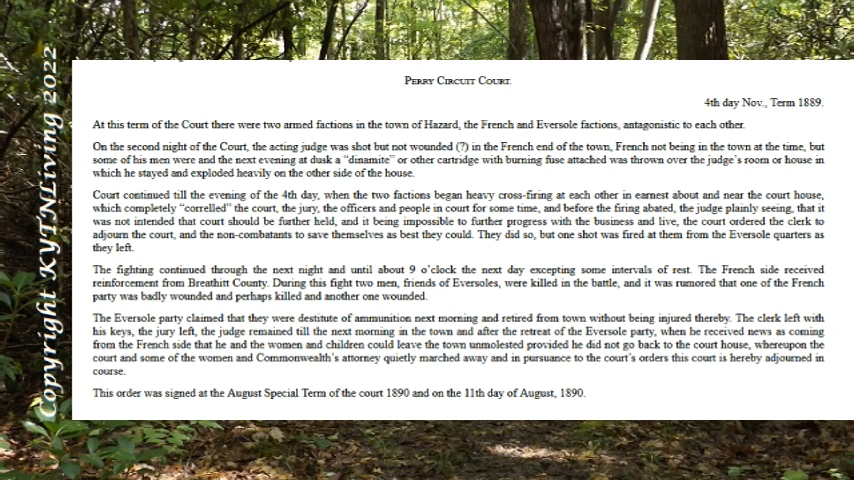 PERRY CIRCUIT COURT.
4th day Nov., Term 1889.
At this term of the Court there were two armed factions in the town of Hazard, the French and Eversole factions, antagonistic to each other.
On the second night of the Court, the acting judge was shot but not wounded (?) in the French end of the town, French not being in the town at the time, but
some of his men were and the next evening at dusk a "dinamite" or other cartridge with burning fuse attached was thrown over the judge's room or house in
which he stayed and exploded heavily on the other side of the house.
Court continued till the evening of the 4th day, when the two factions began heavy cross-firing at each other in earnest about and near the court house,
which completely "correlled" the court, the jury, the officers and people in court for some time, and before the firing abated, the judge plainly seeing, that it
was not intended that court should be further held, and it being impossible to further progress with the business and live, the court ordered the clerk to
adjourn the court, and the non-combatants to save themselves as best they could. They did so, but one shot was fired at them from the Eversole quarters as
they left.
The fighting continued through the next night and until about 9 o'clock the next day excepting some intervals of rest. The French side received
reinforcement from Breathitt County. During this fight two men, friends of Eversoles, were killed in the battle, and it was rumored that one of the French
party was badly wounded and perhaps killed and another one wounded.
The Eversole party claimed that they were destitute of ammunition next morning and retired from town without being injured thereby. The clerk left with
his keys, the jury left, the judge remained till the next morning in the town and after the retreat of the Eversole party, when he received news as coming
from the French side that he and the women and children could leave the town unmolested provided he did not go back to the court house, whereupon the
court and some of the women and Commonwealth's attorney quietly marched away and in pursuance to the court's orders this court is hereby adjourned in
course.
This order was signed at the August Special Term of the court 1890 and on the 11th day of August, 1890.
Copyright KYTNLiving 2022